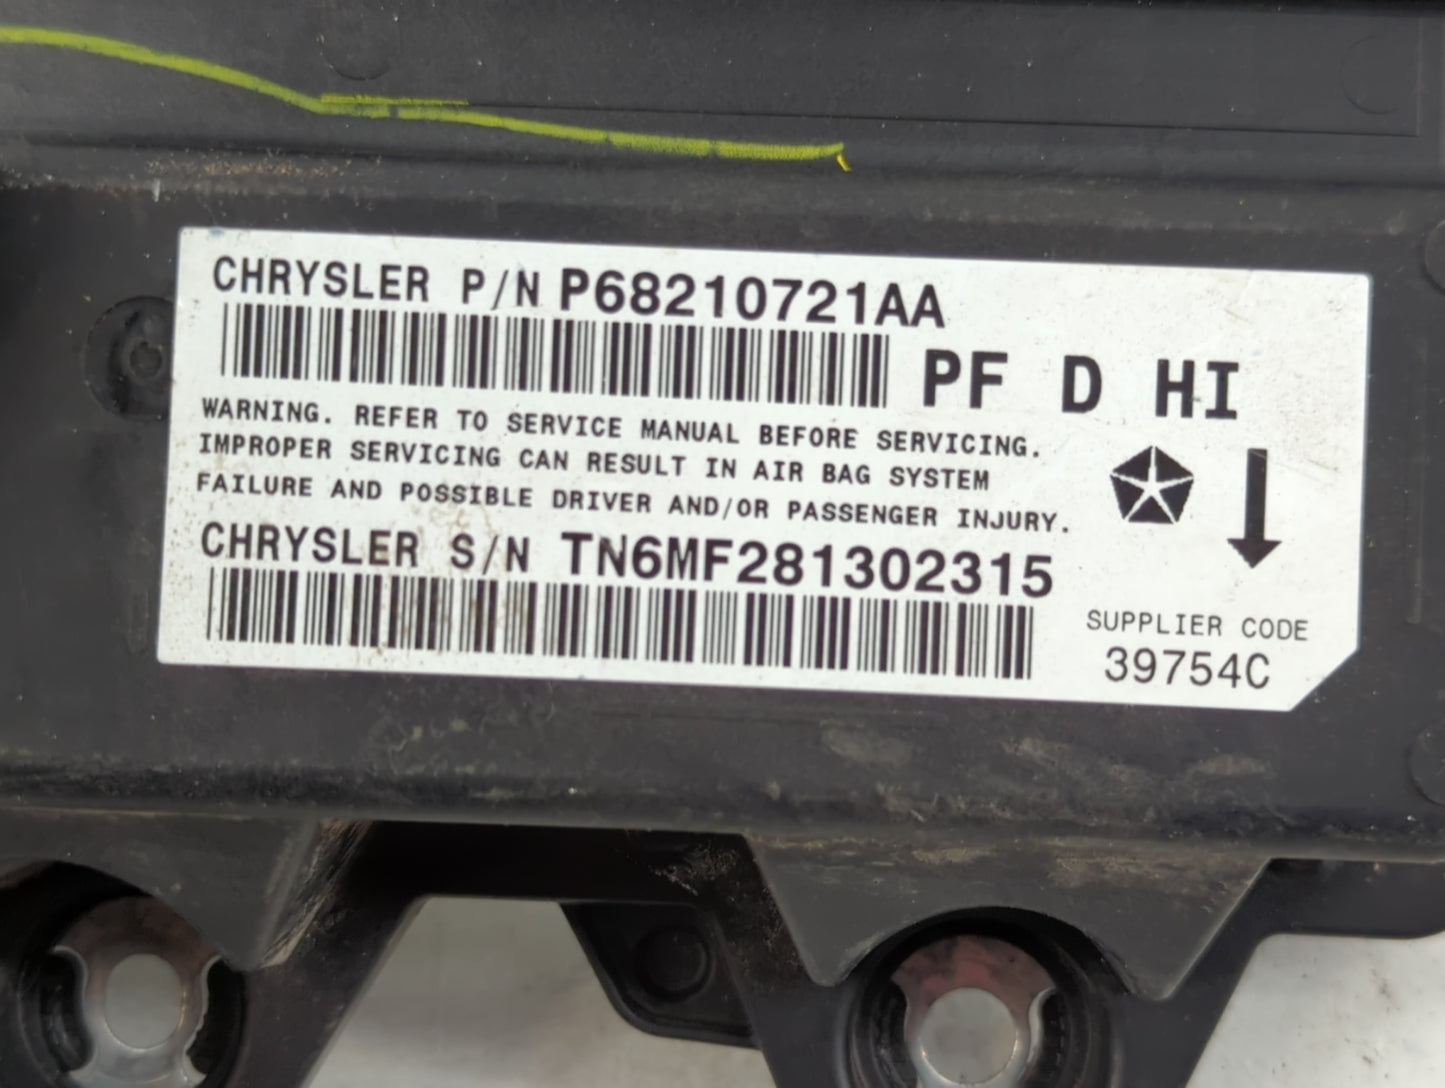 CHRYSLER P/N P68210721AA
PF D HI
WARNING. REFER TO SERVICE MANUAL BEFORE SERVICING.
IMPROPER SERVICING CAN RESULT IN AIR BAG SYSTEM
FAILURE AND POSSIBLE DRIVER AND/OR PASSENGER INJURY.
CHRYSLER S/N TN6MF281302315
SUPPLIER CODE
39754C